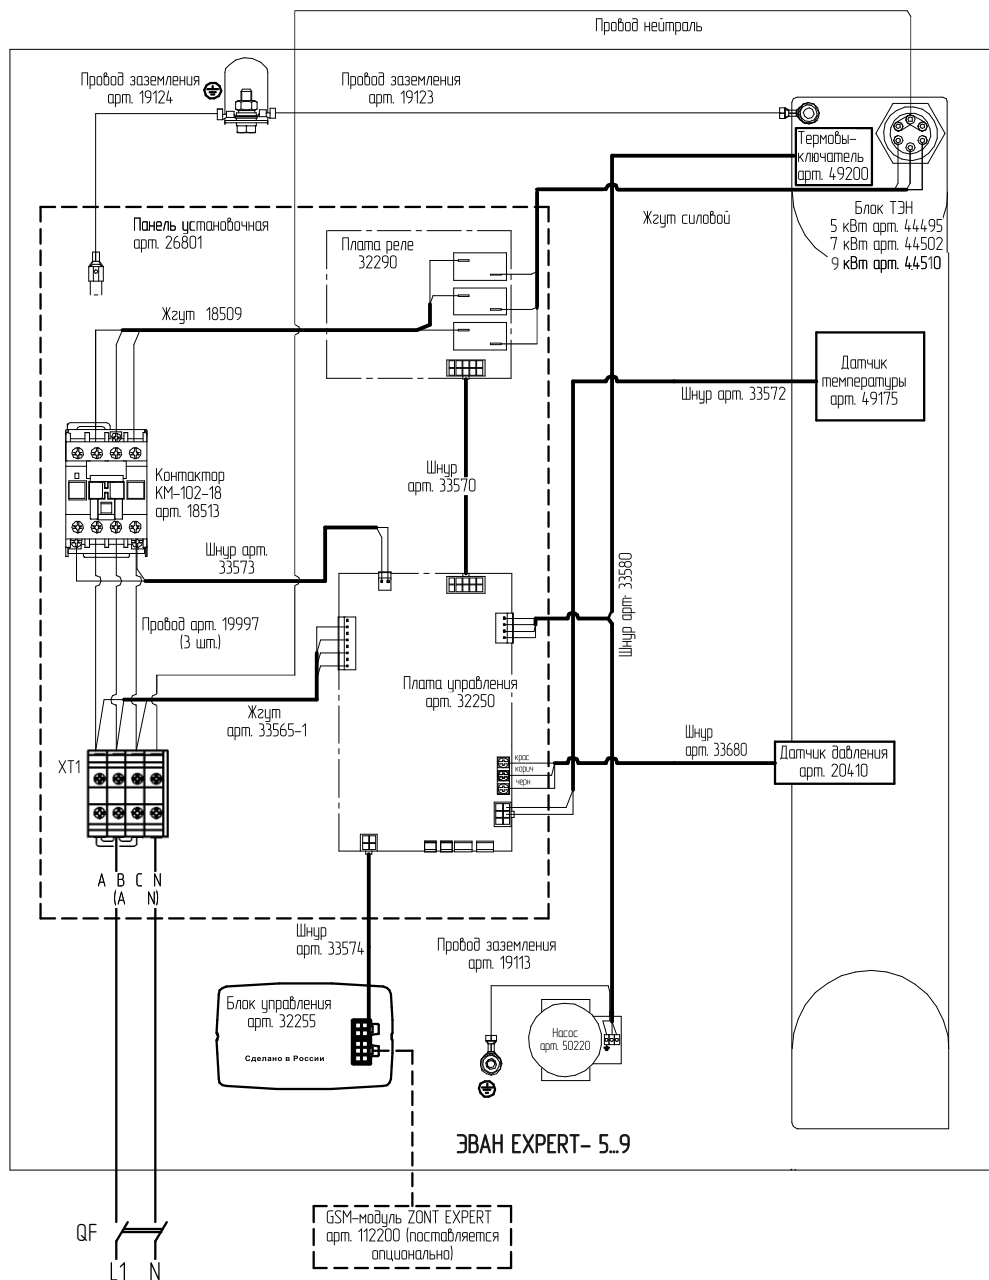 Провод нейтраль
Провод заземления
арт. 19124
Провод заземления
арт. 19123
Термовы-
ключатель
арт. 49200
Панель установочная
арт. 26801
Плата реле
32290
Жгут силовой
Блок ТЭН
5 кВт арт. 44495
7 кВт арт. 44502
9 кВт арт. 44510
Жгут 18509
Датчик
температуры
арт. 49175
Шнур арт. 33572
Контактор
КМ-102-18
арт. 18513
Шнур
арт. 33570
Шнур арт.
33573
Шнур арт. 33580
Провод арт. 19997
(3 шт.)
Плата управления
арт. 32250
Жгут
арт. 33565-1
XT1
крас
корич
черн
Шнур
арт. 33680
Датчик давления
арт. 20410
A B C N
(A N)
Шнур
арт. 33574
Провод заземления
арт. 19113
Блок управления
арт. 32255
Сделано в России
Насос
арт. 50220
ЭВАН EXPERT- 5...9
QF
GSM-модуль ZONT EXPERT
арт. 112200 (поставляется
опционально)
L1 N